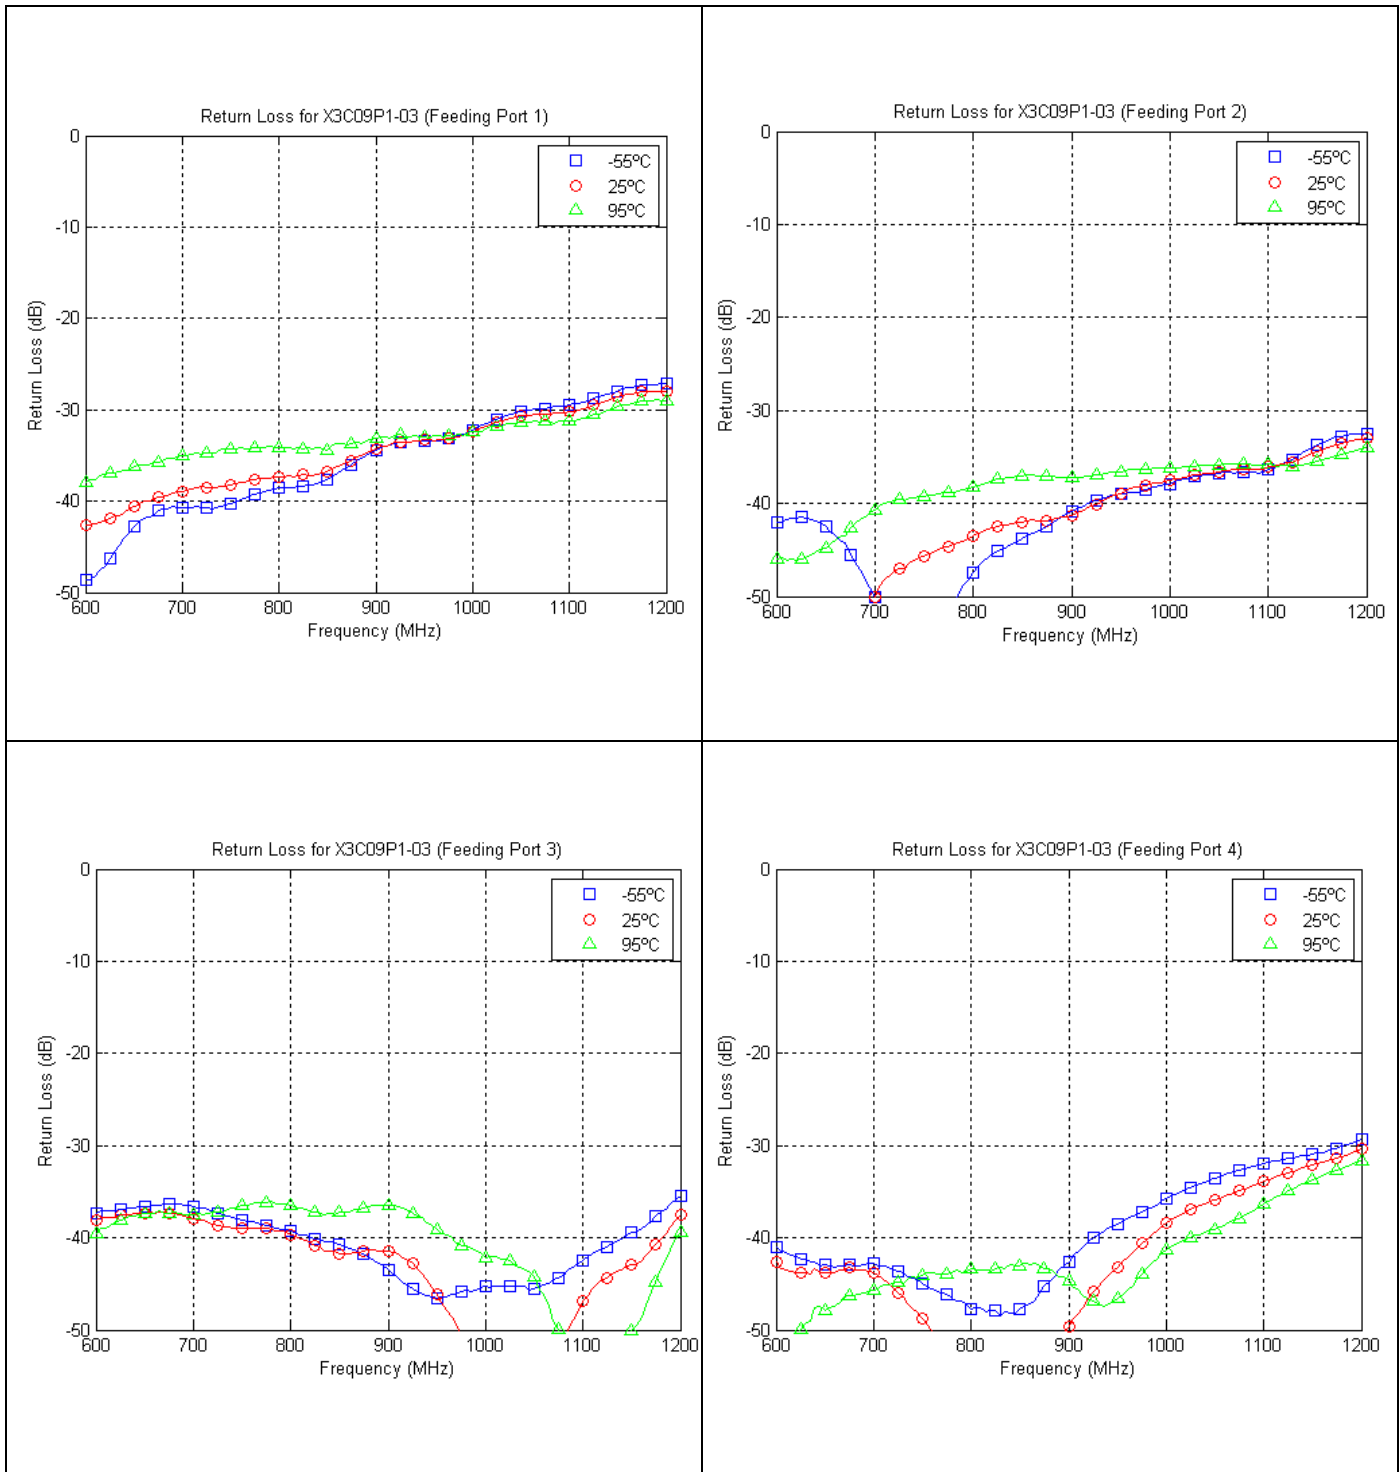 Return Loss for X3C09P1-03 (Feeding Port 1)
0
-10
-20
-30
-40
-50
Return Loss (dB)
-55ºC
25ºC
95ºC
600 700 800 900 1000 1100 1200
Frequency (MHz)
Return Loss for X3C09P1-03 (Feeding Port 2)
0
-10
-20
-30
-40
-50
Return Loss (dB)
-55ºC
25ºC
95ºC
600 700 800 900 1000 1100 1200
Frequency (MHz)
Return Loss for X3C09P1-03 (Feeding Port 3)
0
-10
-20
-30
-40
-50
Return Loss (dB)
-55ºC
25ºC
95ºC
600 700 800 900 1000 1100 1200
Frequency (MHz)
Return Loss for X3C09P1-03 (Feeding Port 4)
0
-10
-20
-30
-40
-50
Return Loss (dB)
-55ºC
25ºC
95ºC
600 700 800 900 1000 1100 1200
Frequency (MHz)